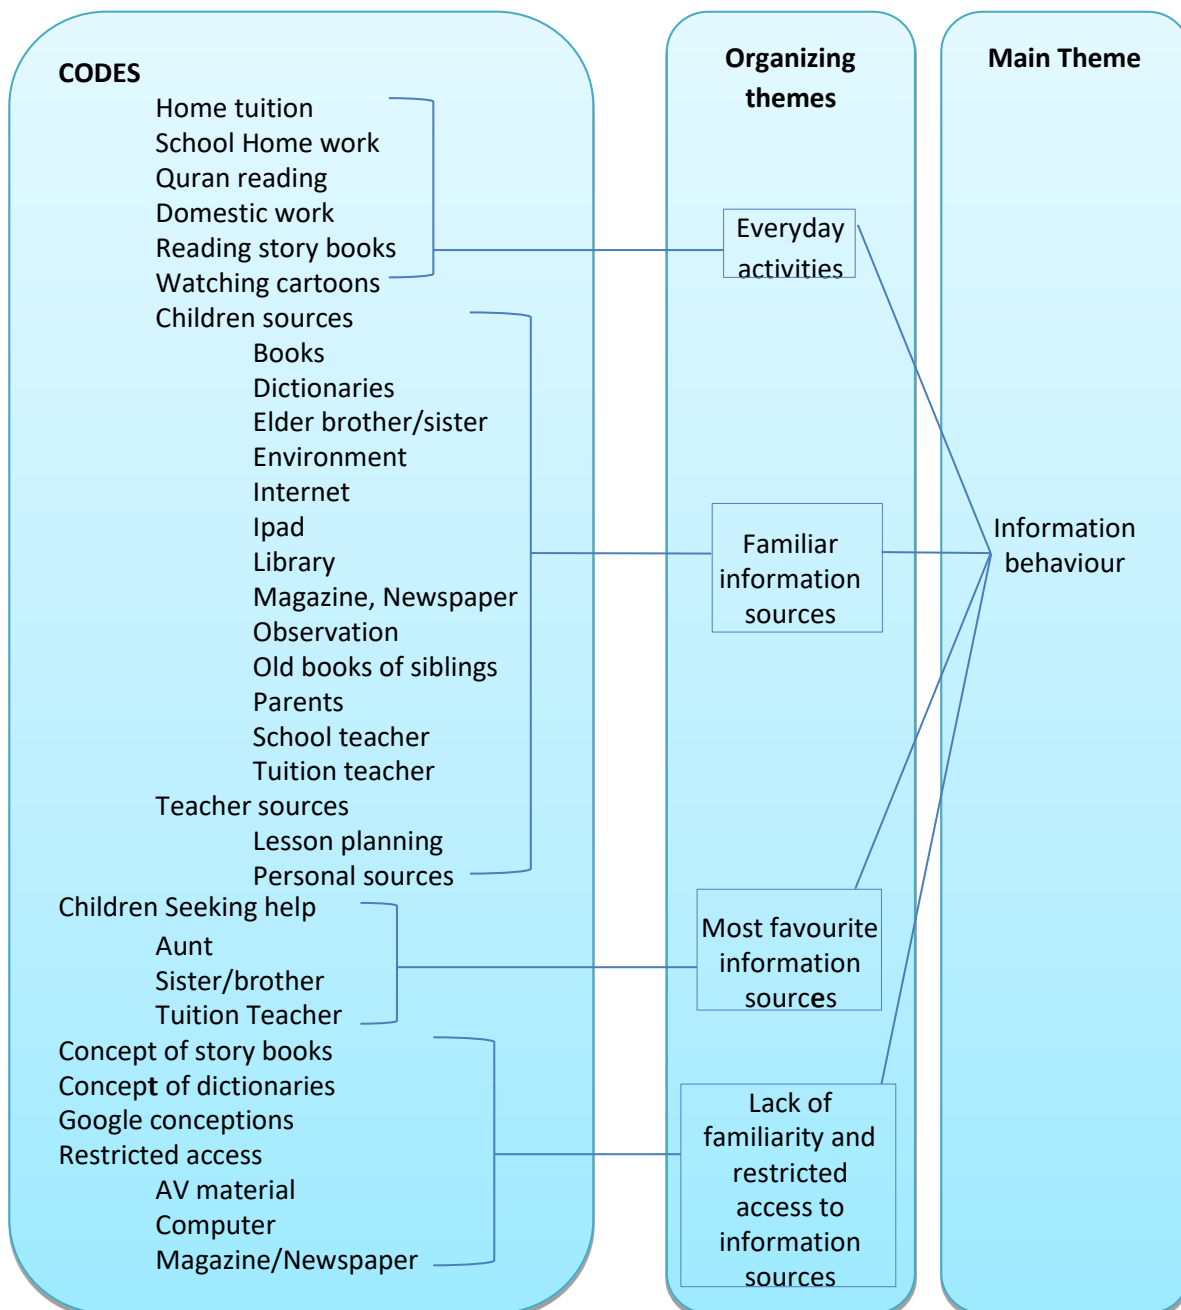 CODES
Home tuition
School Home work
Quran reading
Domestic work
Reading story books
Watching cartoons
Children sources
Books
Dictionaries
Elder brother/sister
Environment
Internet
Ipad
Library
Magazine, Newspaper
Observation
Old books of siblings
Parents
School teacher
Tuition teacher
Teacher sources
Lesson planning
Personal sources
Children Seeking help
Aunt
Sister/brother
Tuition Teacher
Concept of story books
Concept of dictionaries
Google conceptions
Restricted access
AV material
Computer
Magazine/Newspaper
Organizing
themes
Everyday
activities
Familiar
information
sources
Most favourite
information
sources
Lack of
familiarity and
restricted
access to
information
sources
Main Theme
Information
behaviour